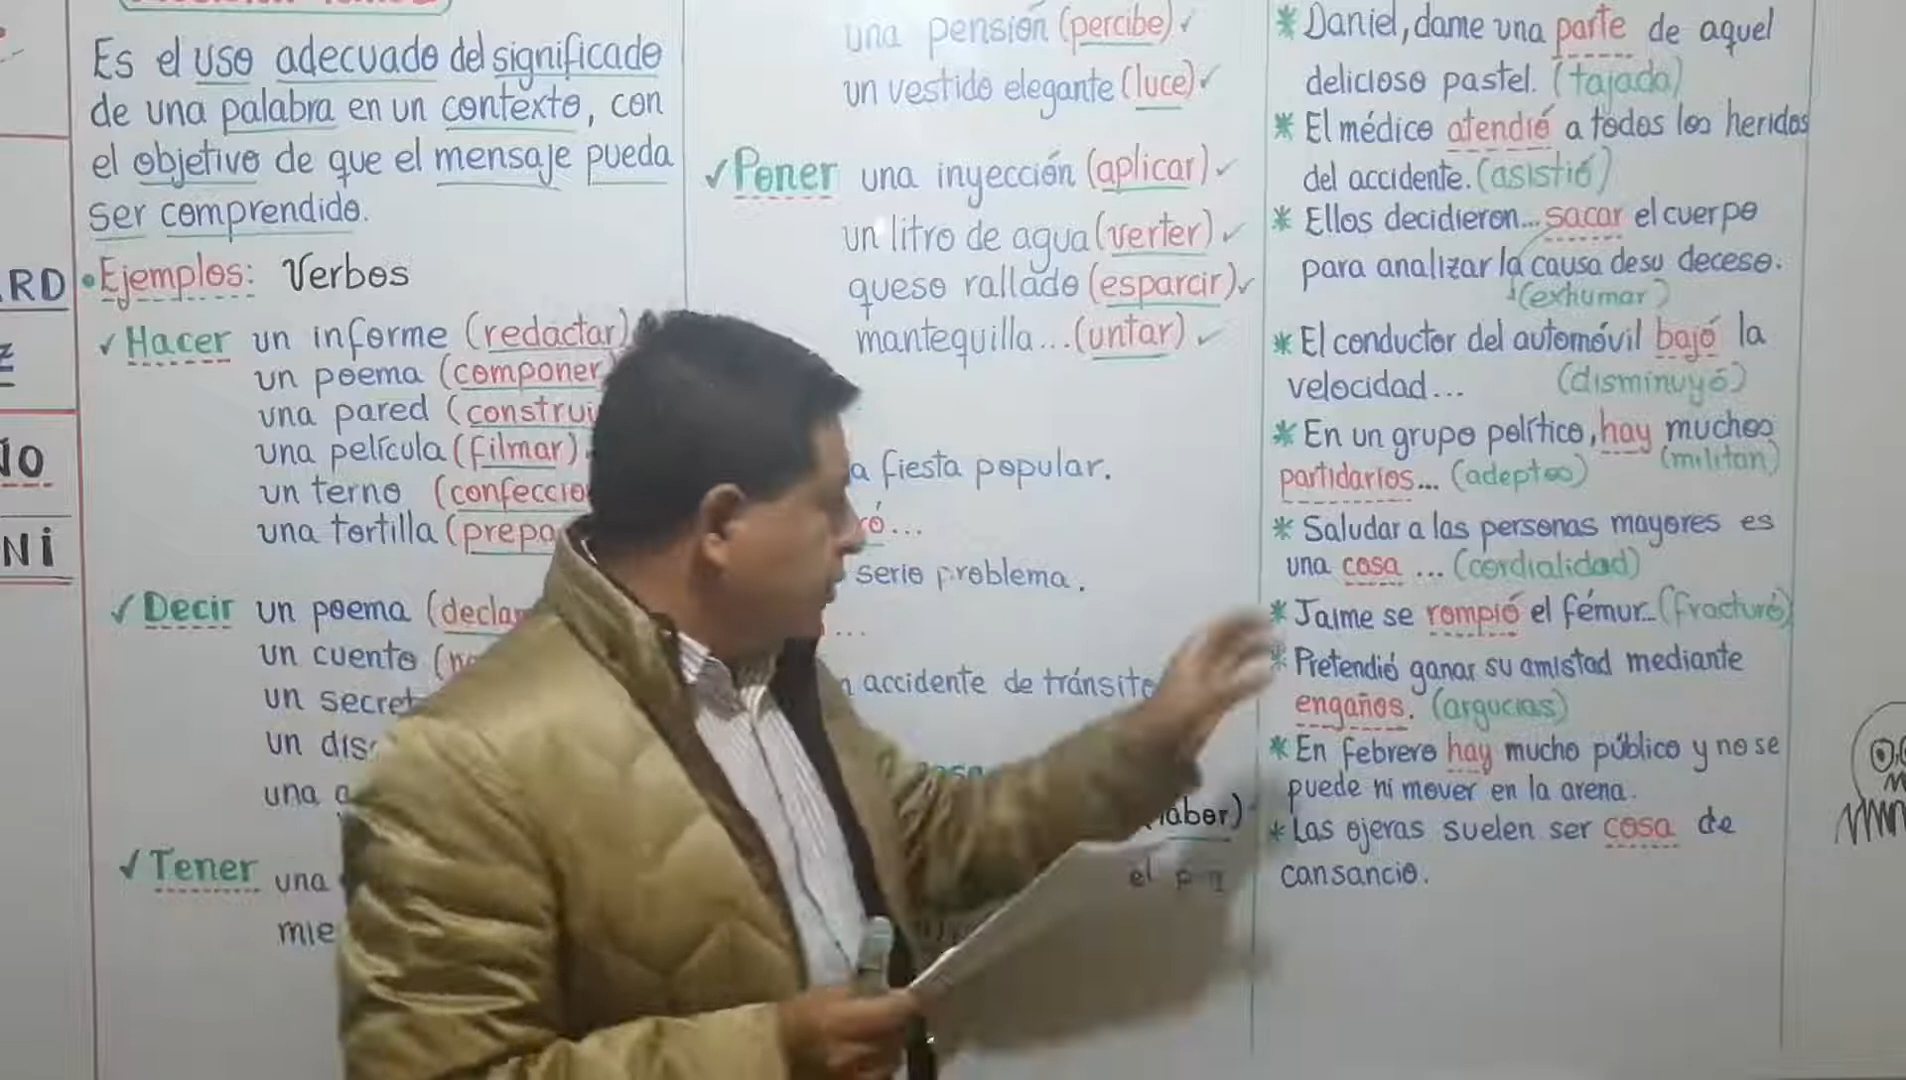 Es el uso adecuado del significado
de una palabra en un contexto, con
el objetivo de que el mensaje pueda
ser comprendido.
•Ejemplos: Verbos
✓Hacer un informe (redactar)
un poema (componer
una pared (construi
una película (filmar)
un terno (confeccio
una tortilla (prepa
✓Decir un poema (declam
un cuento (na
un secret
un disc
una a
✓Tener una
mie
una pensión (percibe)✓
un vestido elegante (luce)✓
✓Poner una inyección (aplicar)✓
un litro de agua (verter)✓
queso rallado (esparcir)✓
mantequilla...(untar)✓
a fiesta popular.
ró...
serio problema.
...
n accidente de tránsito
haber)
el
* Daniel, dame una parte de aquel
delicioso pastel. (tajada)
* El médico atendió a todos los heridos
del accidente. (asistió)
* Ellos decidieron... sacar el cuerpo
para analizar la causa de su deceso.
(exhumar)
* El conductor del automóvil bajó la
velocidad... (disminuyó)
* En un grupo político, hay muchos
(militan)
partidarios... (adeptos)
* Saludar a las personas mayores es
una cosa ... (cordialidad)
* Jaime se rompió el fémur... (fracturó)
* Pretendió ganar su amistad mediante
engaños. (argucias)
* En febrero hay mucho público y no se
puede ni mover en la arena.
* Las ojeras suelen ser cosa de
cansancio.
RD
z
NO
Ni